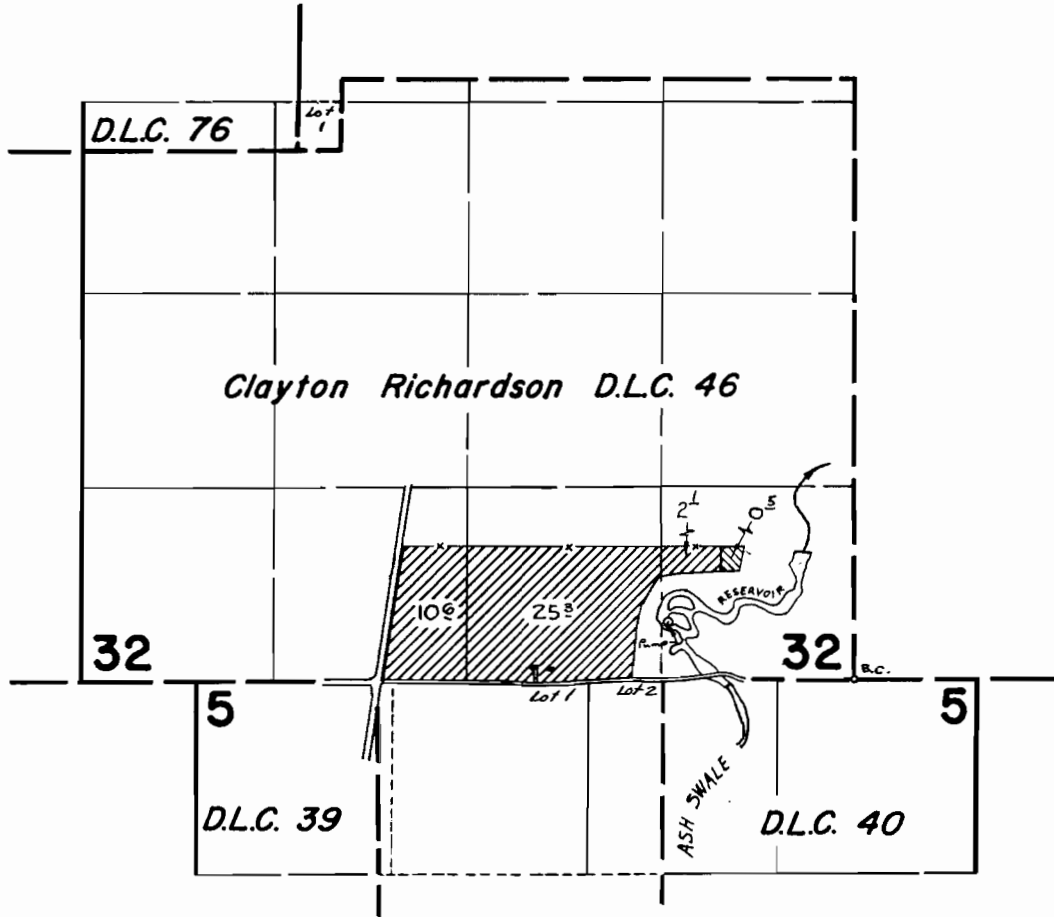 Lot
1
D.L.C. 76
Clayton Richardson D.L.C. 46
2 1
0 5
10 6
25 3
RESERVOIR
Pump
32
32
B.C.
5
Lot 1
Lot 2
5
D.L.C. 39
ASH SWALE
D.L.C. 40